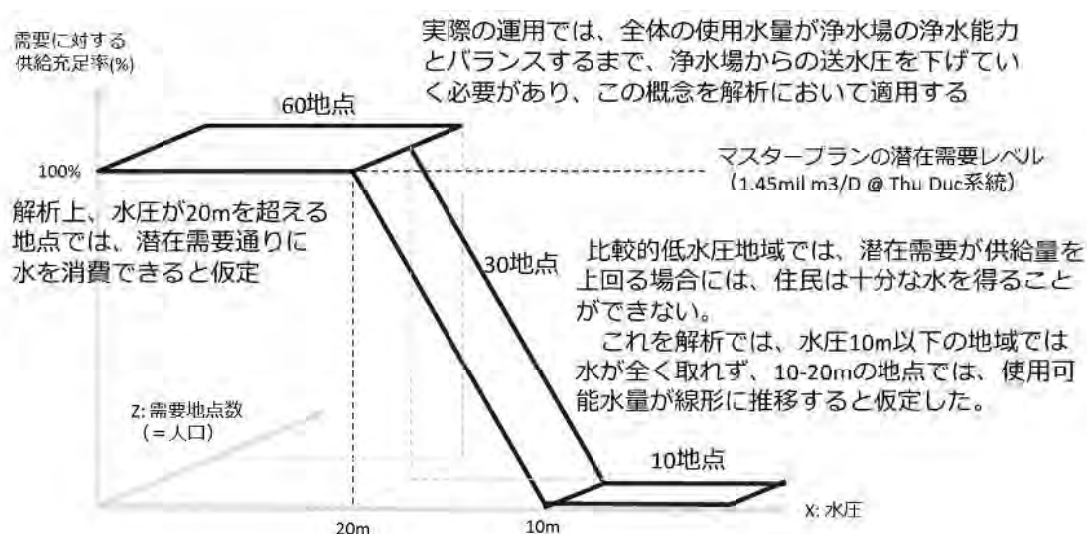 需要に対する
供給充足率(%)
実際の運用では、全体の使用水量が浄水場の浄水能力
とバランスするまで、浄水場からの送水圧を下げてい
く必要があり、この概念を解析において適用する
60地点
100%
マスタープランの潜在需要レベル
(1.45mil m3/D @ Thu Duc系統)
解析上、水圧が20mを超える
地点では、潜在需要通りに
水を消費できると仮定
30地点
比較的低水圧地域では、潜在需要が供給量を
上回る場合には、住民は十分な水を得ること
ができない。
これを解析では、水圧10m以下の地域では
水が全く取れず、10-20mの地点では、使用可
能水量が線形に推移すると仮定した。
Z: 需要地点数
(=人口)
10地点
X: 水圧
20m
10m